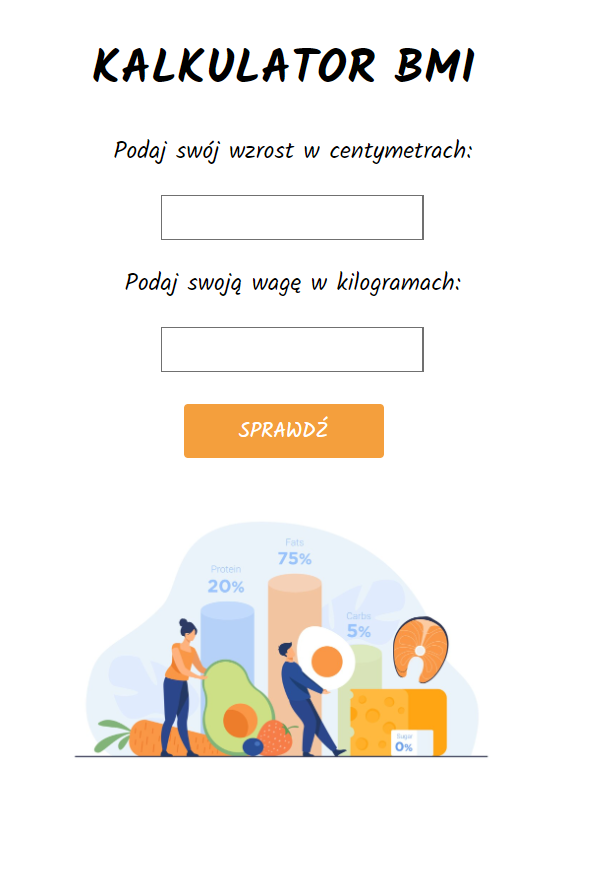 KALKULATOR BMI
Podaj swój wzrost w centymetrach:
Podaj swoją wagę w kilogramach:
SPRAWDŹ
Fats
75%
Protein
20%
Carbs
5%
Sugar
0%